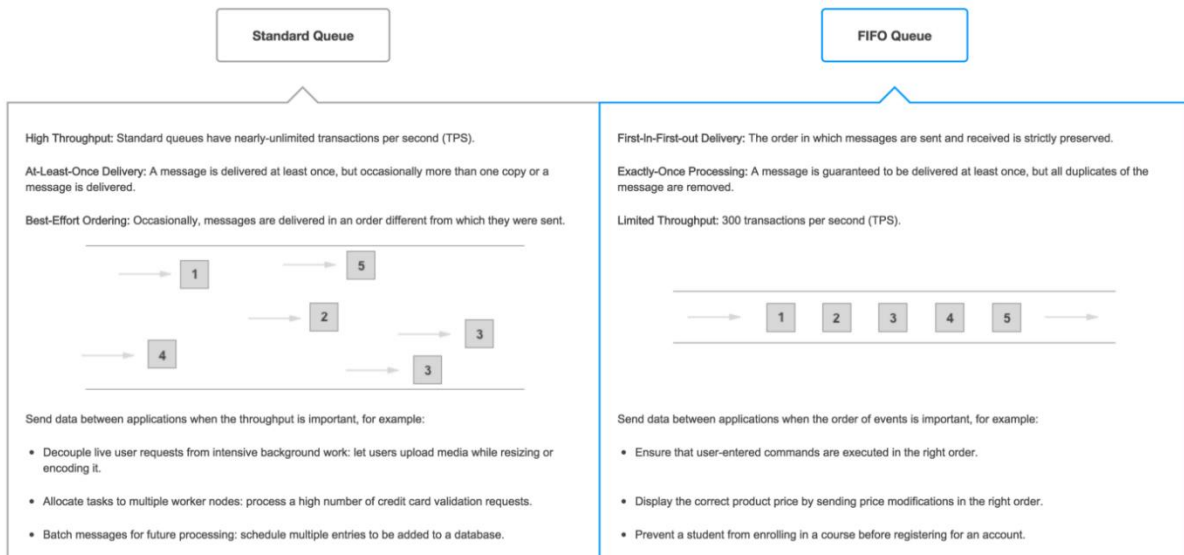 Standard Queue
FIFO Queue
High Throughput: Standard queues have nearly-unlimited transactions per second (TPS).
At-Least-Once Delivery: A message is delivered at least once, but occasionally more than one copy or a
message is delivered.
Best-Effort Ordering: Occasionally, messages are delivered in an order different from which they were sent.
1
5
2
3
4
3
Send data between applications when the throughput is important, for example:
• Decouple live user requests from intensive background work: let users upload media while resizing or
encoding it.
• Allocate tasks to multiple worker nodes: process a high number of credit card validation requests.
• Batch messages for future processing: schedule multiple entries to be added to a database.
First-In-First-out Delivery: The order in which messages are sent and received is strictly preserved.
Exactly-Once Processing: A message is guaranteed to be delivered at least once, but all duplicates of the
message are removed.
Limited Throughput: 300 transactions per second (TPS).
1 2 3 4 5
Send data between applications when the order of events is important, for example:
• Ensure that user-entered commands are executed in the right order.
• Display the correct product price by sending price modifications in the right order.
• Prevent a student from enrolling in a course before registering for an account.